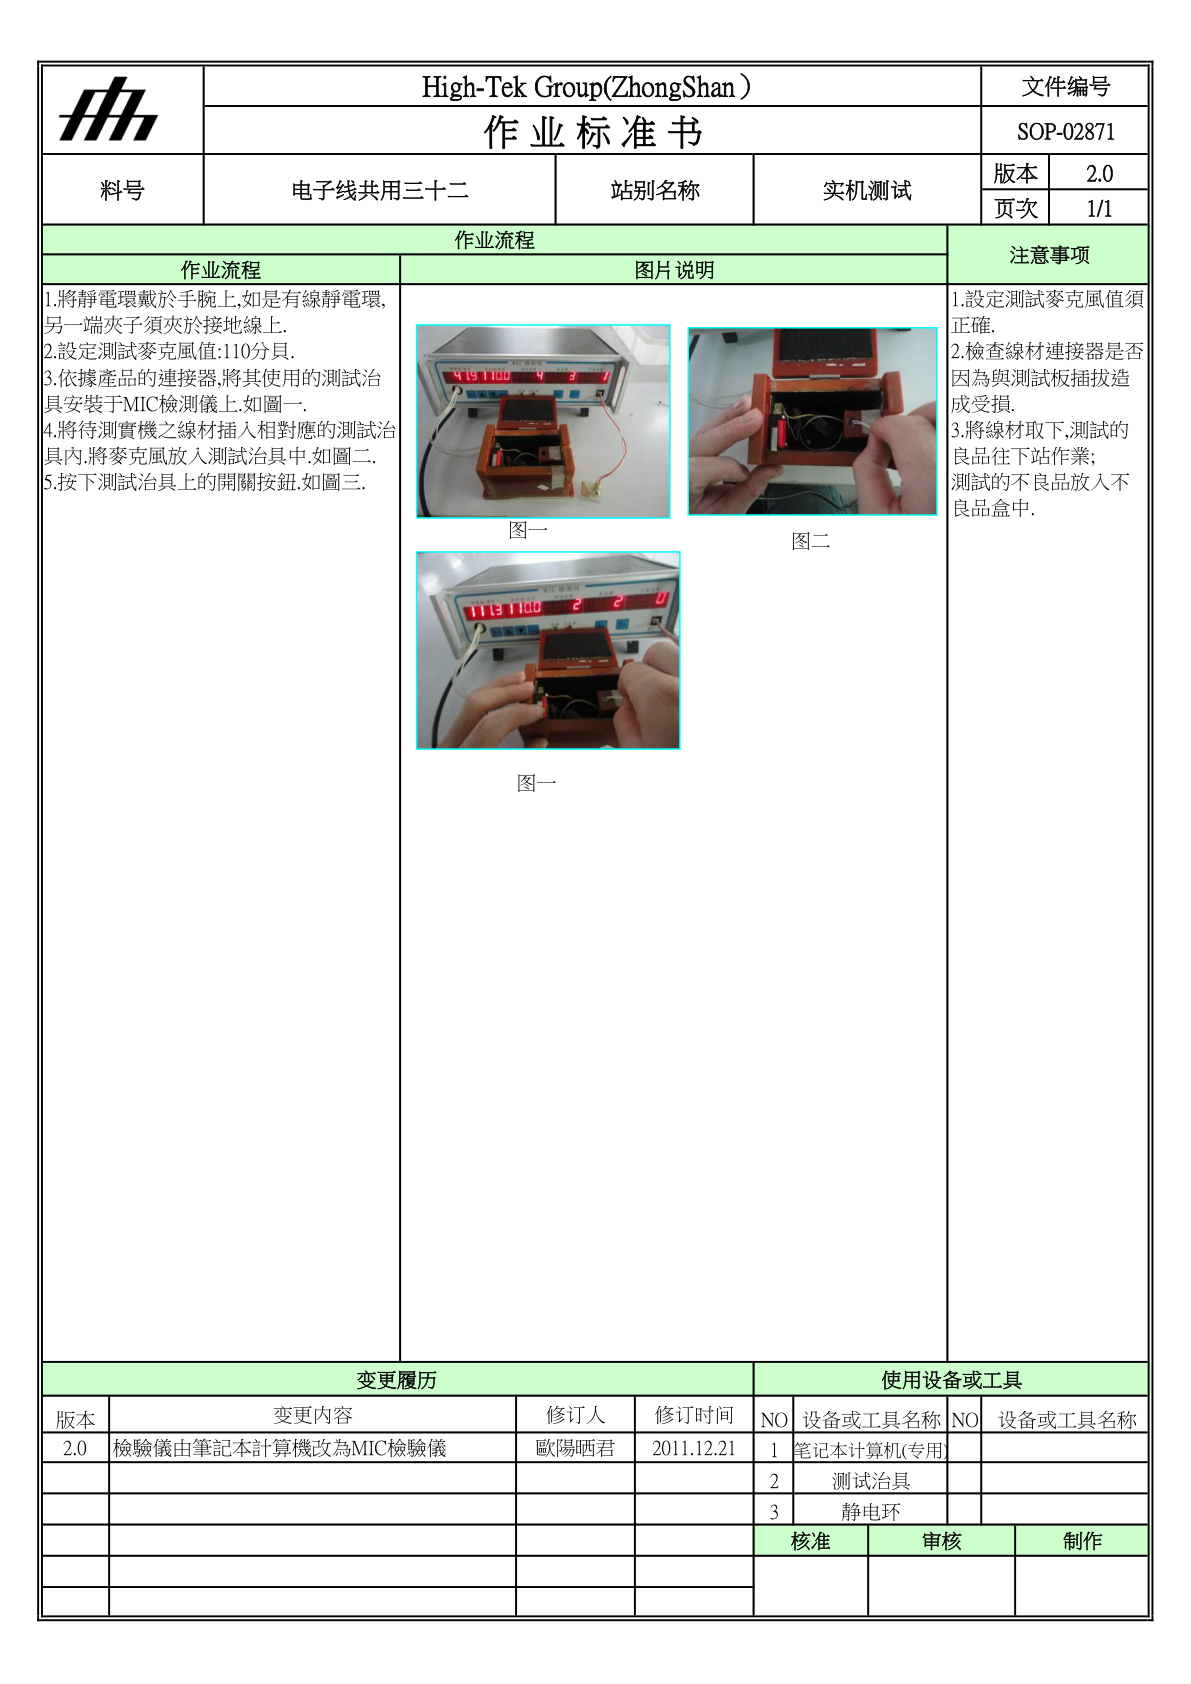 High-Tek Group(ZhongShan）
文件编号
作业标准书
SOP-02871
料号
电子线共用三十二
站别名称
实机测试
版本
2.0
页次
1/1
作业流程
注意事项
作业流程
图片说明
1.將靜電環戴於手腕上,如是有線靜電環,
另一端夾子須夾於接地線上.
2.設定測試麥克風值:110分貝.
3.依據產品的連接器,將其使用的測試治
具安裝于MIC檢測儀上.如圖一.
4.將待測實機之線材插入相對應的測試治
具內.將麥克風放入測試治具中.如圖二.
5.按下測試治具上的開關按鈕.如圖三.
41.9 110.0 4 3 1
图一
图二
111.3 110.0 2 2 0
图一
1.設定測試麥克風值須
正確.
2.檢查線材連接器是否
因為與測試板插拔造
成受損.
3.將線材取下,測試的
良品往下站作業;
測試的不良品放入不
良品盒中.
变更履历
使用设备或工具
版本
变更内容
修订人
修订时间
NO
设备或工具名称
NO
设备或工具名称
2.0
檢驗儀由筆記本計算機改為MIC檢驗儀
歐陽晒君
2011.12.21
1
笔记本计算机(专用)
2
测试治具
3
静电环
核准
审核
制作